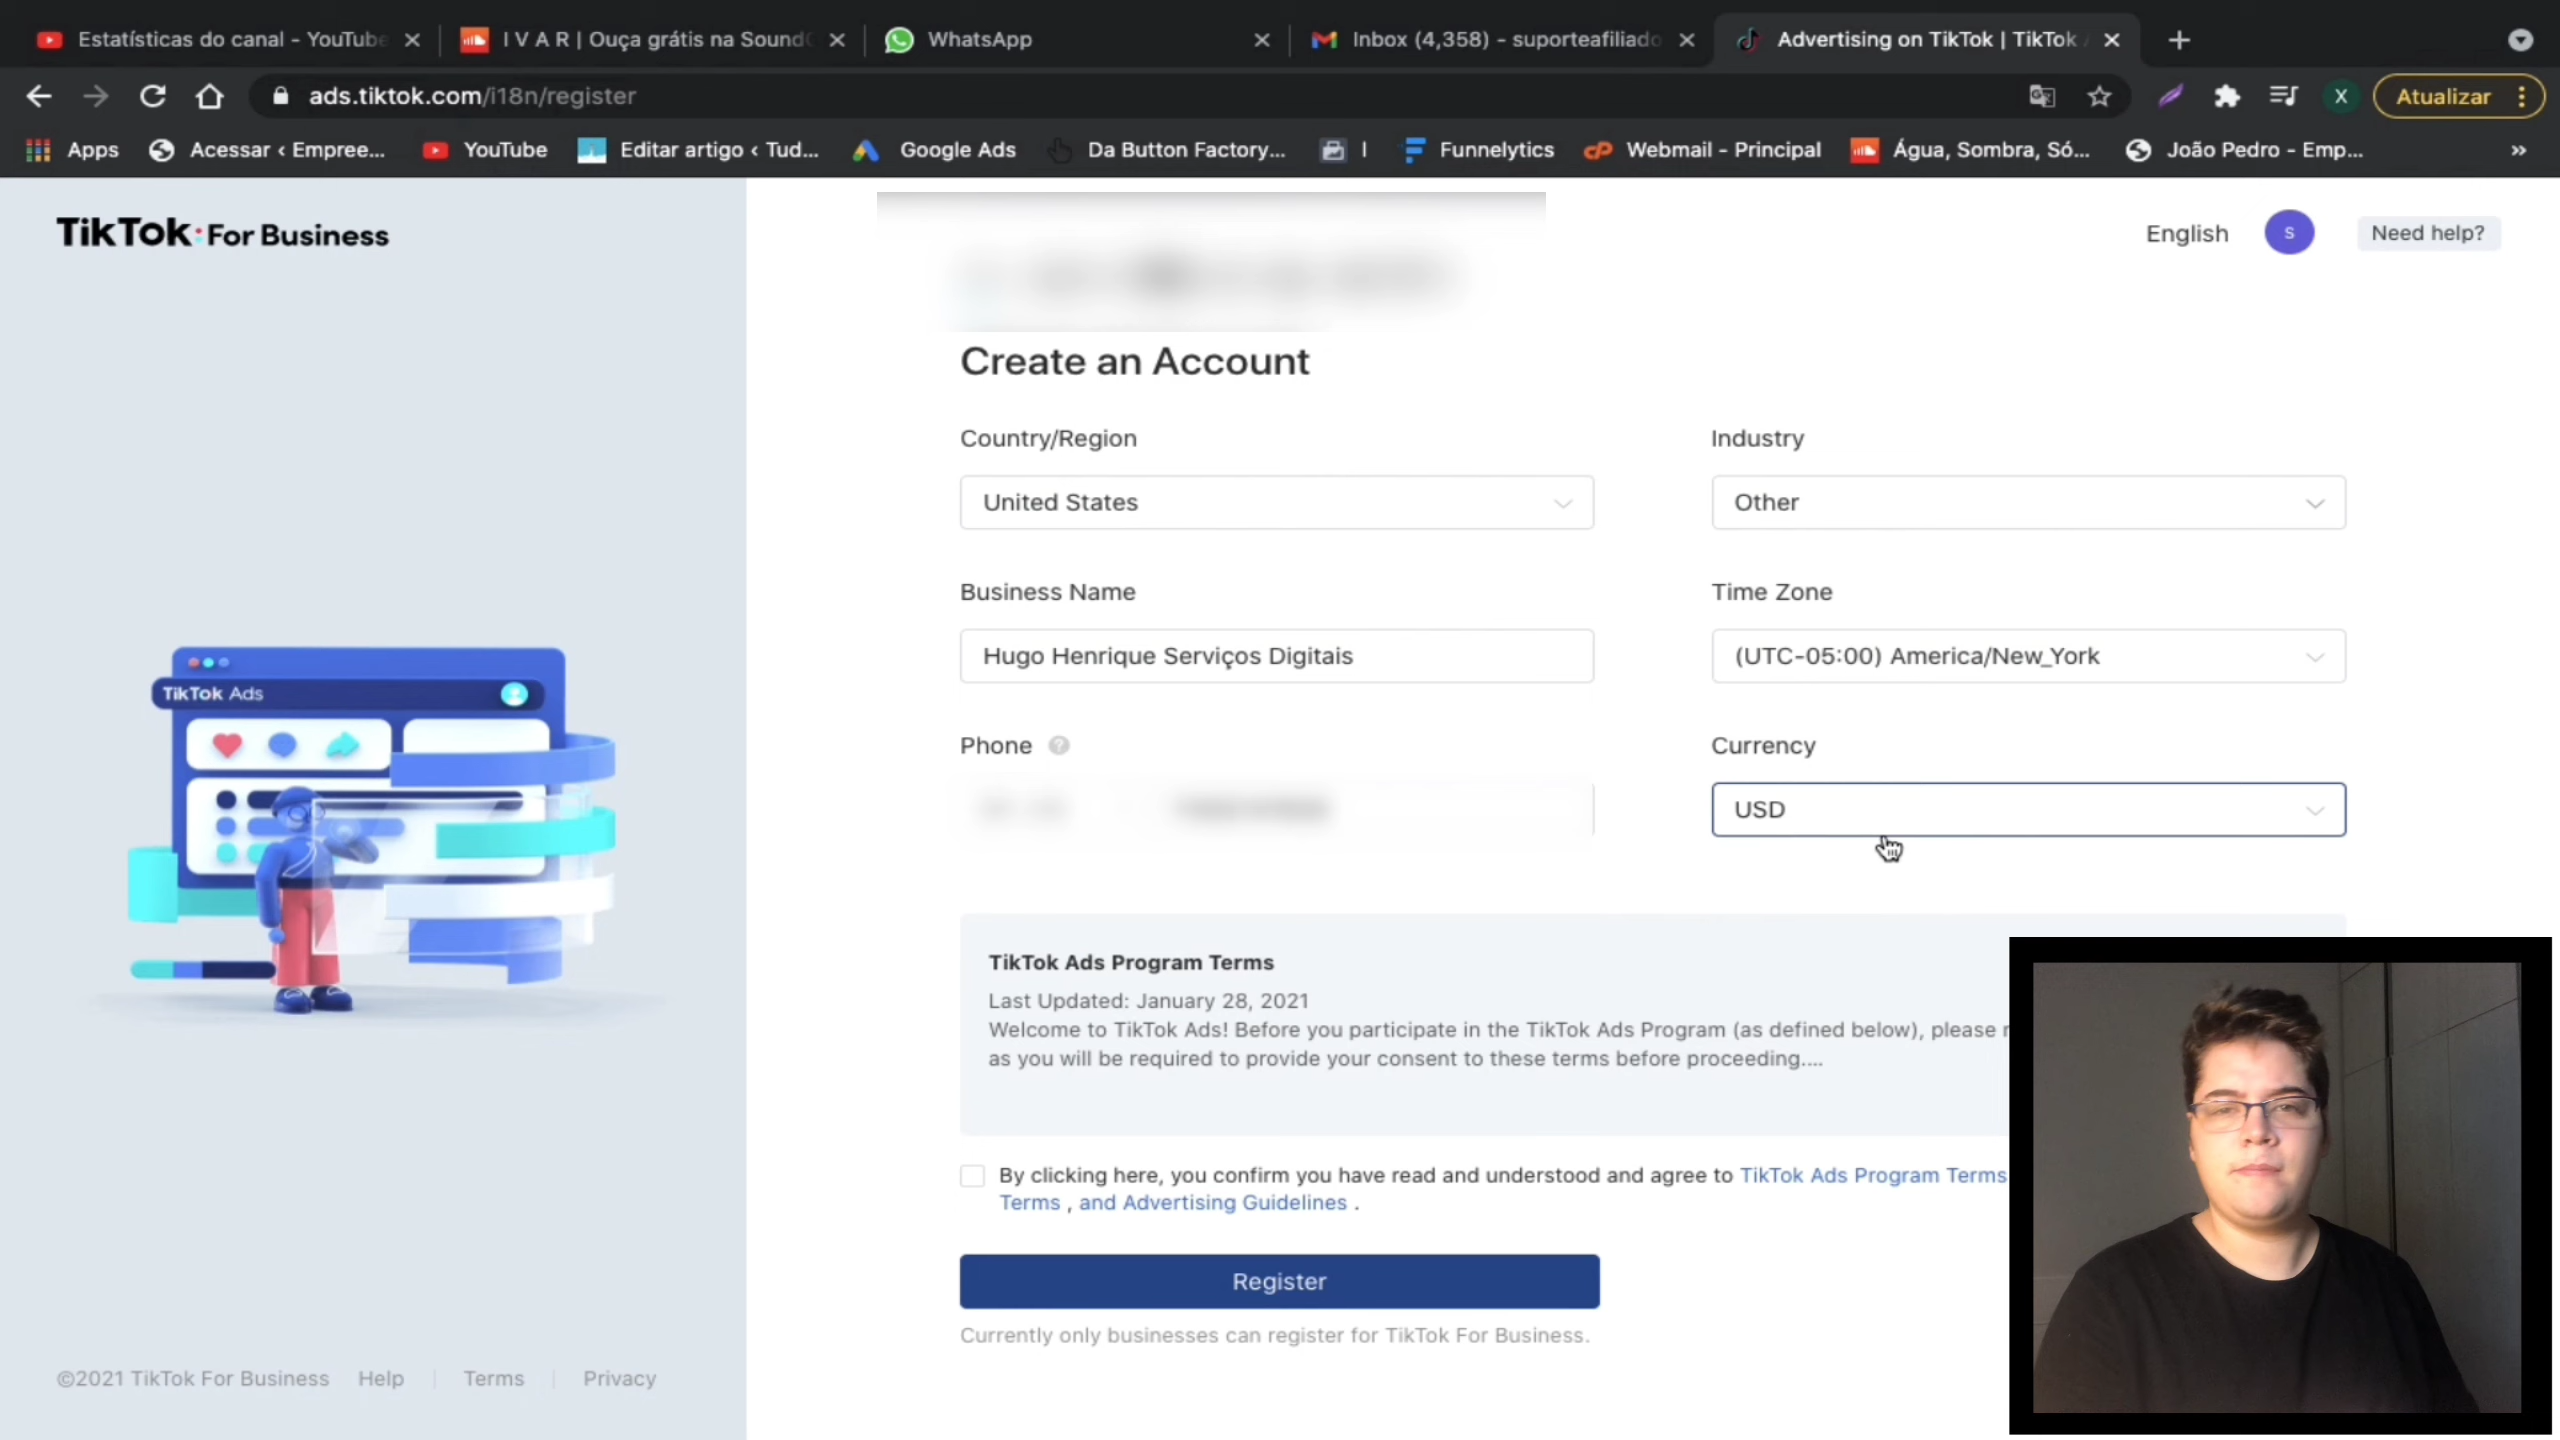 Estatísticas do canal - YouTube
I V A R | Ouça grátis na Sound
WhatsApp
Inbox (4,358) - suporteafiliado
Advertising on TikTok | TikTok
ads.tiktok.com/i18n/register
X
Atualizar
Apps
Acessar ‹ Empree...
YouTube
Editar artigo ‹ Tud...
Google Ads
Da Button Factory...
I
Funnelytics
Webmail - Principal
Água, Sombra, Só...
João Pedro - Emp...
TikTok: For Business
English
S
Need help?
Create an Account
Country/Region
United States
Industry
Other
Business Name
Hugo Henrique Serviços Digitais
Time Zone
(UTC-05:00) America/New_York
Phone
Currency
USD
TikTok Ads
TikTok Ads Program Terms
Last Updated: January 28, 2021
Welcome to TikTok Ads! Before you participate in the TikTok Ads Program (as defined below), please
as you will be required to provide your consent to these terms before proceeding....
By clicking here, you confirm you have read and understood and agree to TikTok Ads Program Terms
Terms , and Advertising Guidelines .
Register
Currently only businesses can register for TikTok For Business.
©2021 TikTok For Business
Help
Terms
Privacy